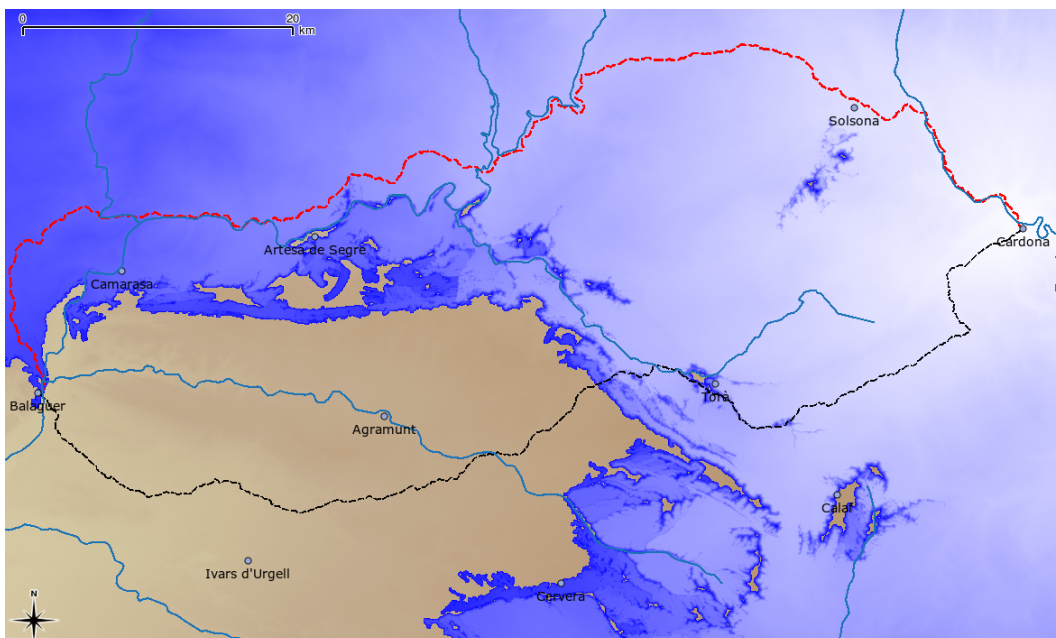 0
20
km
Solsona
Cardona
Artesa de Segre
Camarasa
Balaguer
Torà
Agramunt
Calaf
Ivars d'Urgell
Cervera
N